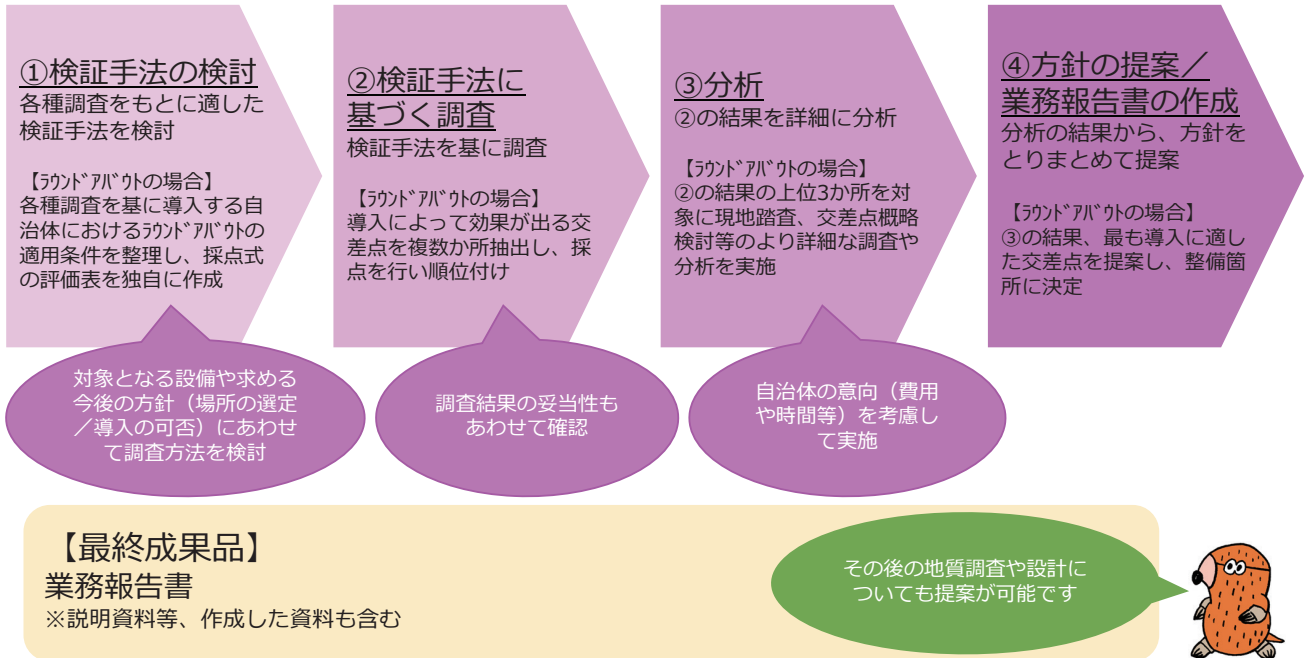 ①検証手法の検討
各種調査をもとに適した
検証手法を検討
【ﾗｳﾝﾄﾞｱﾊﾞｳﾄの場合】
各種調査を基に導入する自
治体におけるﾗｳﾝﾄﾞｱﾊﾞｳﾄの
適用条件を整理し、採点式
の評価表を独自に作成
対象となる設備や求める
今後の方針（場所の選定
／導入の可否）にあわせ
て調査方法を検討
②検証手法に
基づく調査
検証手法を基に調査
【ﾗｳﾝﾄﾞｱﾊﾞｳﾄの場合】
導入によって効果が出る交
差点を複数か所抽出し、採
点を行い順位付け
調査結果の妥当性も
あわせて確認
③分析
②の結果を詳細に分析
【ﾗｳﾝﾄﾞｱﾊﾞｳﾄの場合】
②の結果の上位3か所を対
象に現地踏査、交差点概略
検討等のより詳細な調査や
分析を実施
自治体の意向（費用
や時間等）を考慮し
て実施
④方針の提案／
業務報告書の作成
分析の結果から、方針を
とりまとめて提案
【ﾗｳﾝﾄﾞｱﾊﾞｳﾄの場合】
③の結果、最も導入に適し
た交差点を提案し、整備箇
所に決定
【最終成果品】
業務報告書
※説明資料等、作成した資料も含む
その後の地質調査や設計に
ついても提案が可能です